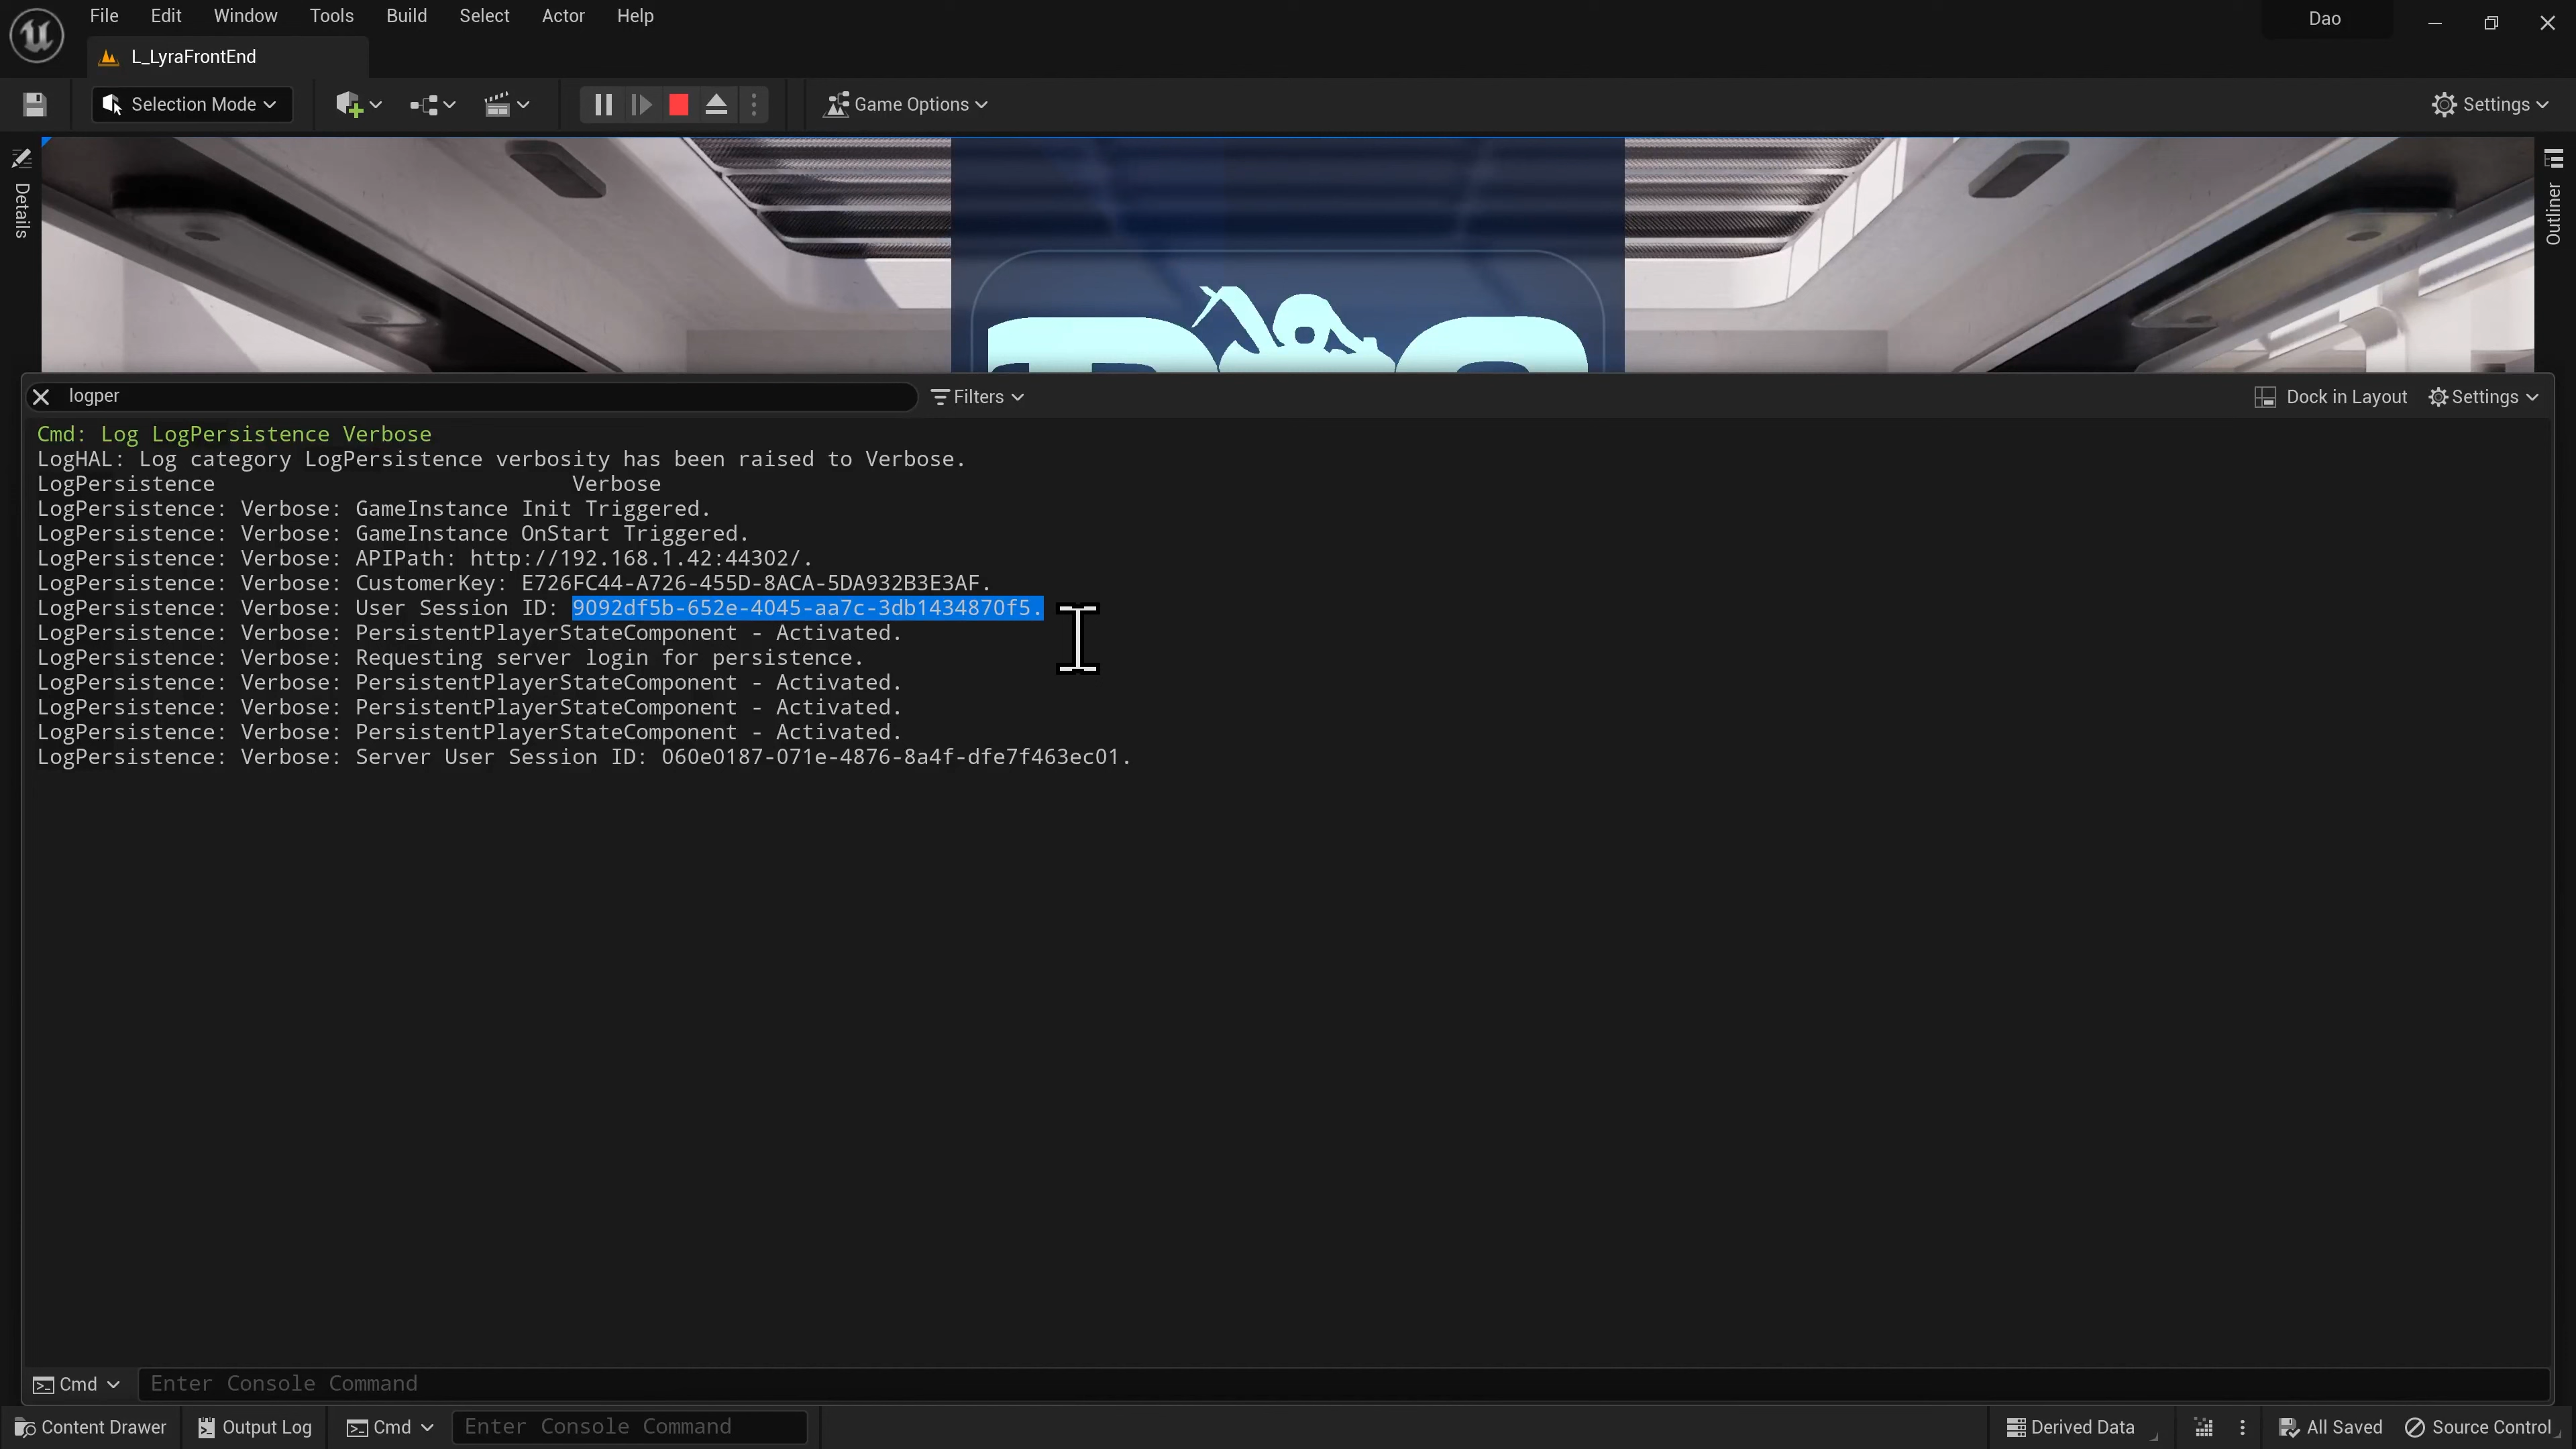 File Edit Window Tools Build Select Actor Help
Dao
L_LyraFrontEnd
Selection Mode
Game Options
Settings
Details
Outliner
logper
Filters
Dock in Layout
Settings
Cmd: Log LogPersistence Verbose
LogHAL: Log category LogPersistence verbosity has been raised to Verbose.
LogPersistence Verbose
LogPersistence: Verbose: GameInstance Init Triggered.
LogPersistence: Verbose: GameInstance OnStart Triggered.
LogPersistence: Verbose: APIPath: http://192.168.1.42:44302/.
LogPersistence: Verbose: CustomerKey: E726FC44-A726-455D-8ACA-5DA932B3E3AF.
LogPersistence: Verbose: User Session ID: 9092df5b-652e-4045-aa7c-3db1434870f5.
LogPersistence: Verbose: PersistentPlayerStateComponent - Activated.
LogPersistence: Verbose: Requesting server login for persistence.
LogPersistence: Verbose: PersistentPlayerStateComponent - Activated.
LogPersistence: Verbose: PersistentPlayerStateComponent - Activated.
LogPersistence: Verbose: PersistentPlayerStateComponent - Activated.
LogPersistence: Verbose: Server User Session ID: 060e0187-071e-4876-8a4f-dfe7f463ec01.
Cmd
Enter Console Command
Content Drawer
Output Log
Cmd
Enter Console Command
Derived Data
All Saved
Source Control